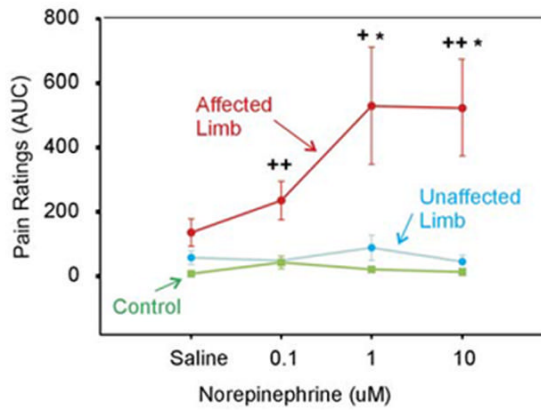 800
+ *
++ *
600
Affected
Limb
400
++
Pain Ratings (AUC)
Unaffected
Limb
200
0
Control
Saline 0.1 1 10
Norepinephrine (uM)